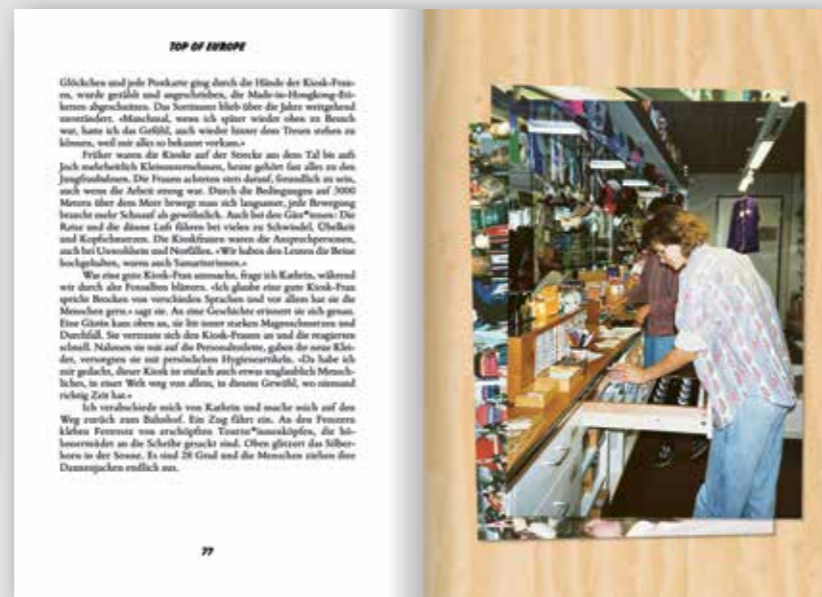 TOP OF EUROPE
Glöckchen und jede Postkarte ging durch die Hände der Kiosk-Frau-
en, wurde gezählt und angeschrieben, die Made-in-Hongkong-Eti-
ketten abgeschnitten. Das Sortiment blieb über die Jahre weitgehend
unverändert. «Manchmal, wenn ich später wieder oben zu Besuch
war, hatte ich das Gefühl, auch wieder hinter dem Tresen stehen zu
können, weil mir alles so bekannt vorkam.»
Früher waren die Kioske auf der Strecke aus dem Tal bis aufs
Joch mehrheitlich Kleinunternehmen, heute gehört fast alles zu den
Jungfraubahnen. Die Frauen achteten stets darauf, freundlich zu sein,
auch wenn die Arbeit streng war. Durch die Bedingungen auf 3000
Metern über dem Meer bewegt man sich langsamer, jede Bewegung
braucht mehr Schnauf als gewöhnlich. Auch bei den Gäst*innen: Die
Reise und die dünne Luft führen bei vielen zu Schwindel, Übelkeit
und Kopfschmerzen. Die Kioskfrauen waren die Ansprechpersonen,
auch bei Unwohlsein und Notfällen. «Wir haben den Leuten die Beine
hochgehalten, waren auch Samariterinnen.»
Was eine gute Kiosk-Frau ausmacht, frage ich Kathrin, während
wir durch alte Fotoalben blättern. «Ich glaube eine gute Kiosk-Frau
spricht Brocken von verschieden Sprachen und vor allem hat sie die
Menschen gern.» sagt sie. An eine Geschichte erinnert sie sich genau.
Eine Gästin kam oben an, sie litt unter starken Magenschmerzen und
Durchfall. Sie vertraute sich den Kiosk-Frauen an und die reagierten
schnell. Nahmen sie mit auf die Personaltoilette, gaben ihr neue Klei-
der, versorgten sie mit persönlichen Hygieneartikeln. «Da habe ich
mir gedacht, dieser Kiosk ist einfach auch etwas unglaublich Mensch-
liches, in einer Welt weg von allem, in diesem Gewühl, wo niemand
richtig Zeit hat.»
Ich verabschiede mich von Kathrin und mache mich auf den
Weg zurück zum Bahnhof. Ein Zug fährt ein. An den Fenstern
kleben Fettreste von erschöpften Tourist*innenköpfen, die
an die Scheibe gesackt sind. Oben glitzert das Silber-
horn in der Sonne. Es sind 28 Grad und die Menschen ziehen ihre
Daunenjacken endlich aus.
77